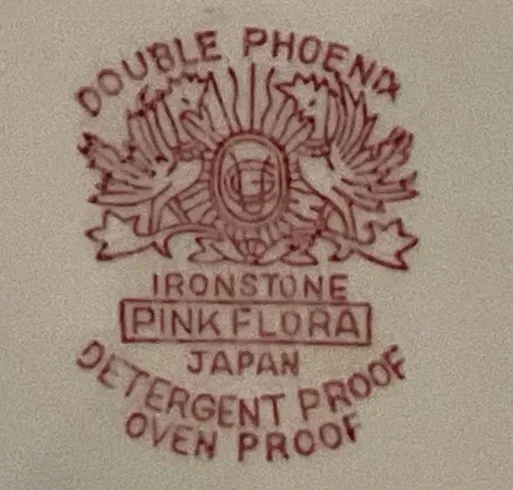 DOUBLE PHOENIX
IRONSTONE
PINK FLORA
JAPAN
DETERGENT PROOF
OVEN PROOF